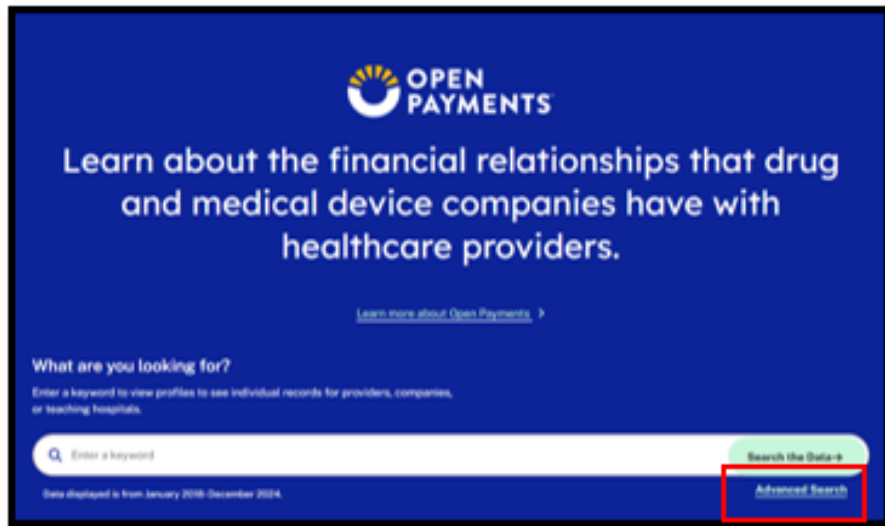 OPEN
PAYMENTS
Learn about the financial relationships that drug
and medical device companies have with
healthcare providers.
Learn more about Open Payments >
What are you looking for?
Enter a keyword to view profiles to see individual records for providers, companies,
or teaching hospitals.
Enter a keyword
Search the Data→
Data displayed is from January 2018-December 2024.
Advanced Search